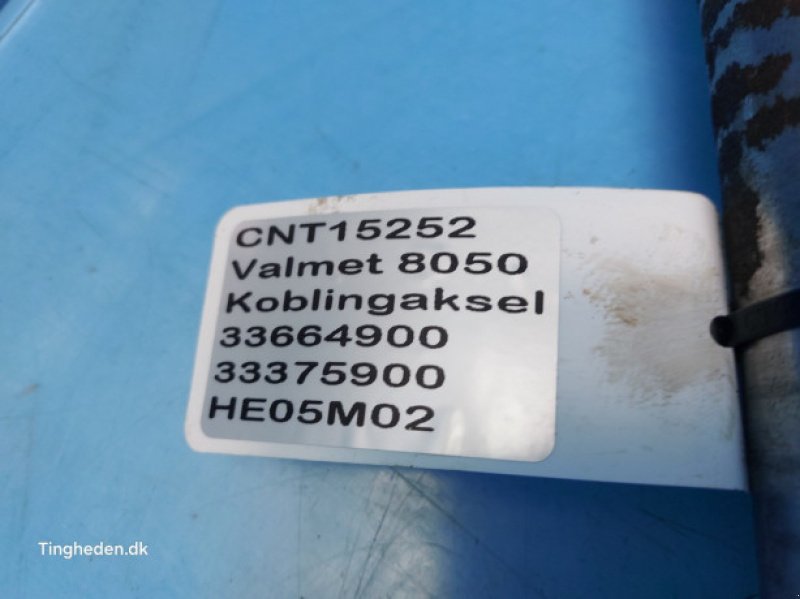 CNT15252
Valmet 8050
Koblingaksel
33664900
33375900
HE05M02
Tingheden.dk